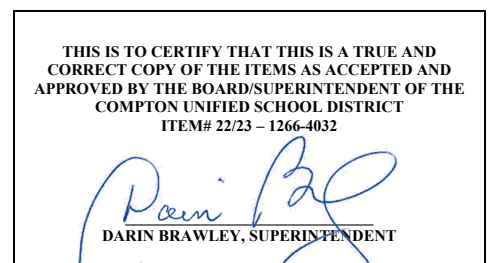 THIS IS TO CERTIFY THAT THIS IS A TRUE AND
CORRECT COPY OF THE ITEMS AS ACCEPTED AND
APPROVED BY THE BOARD/SUPERINTENDENT OF THE
COMPTON UNIFIED SCHOOL DISTRICT
ITEM# 22/23 – 1266-4032
DARIN BRAWLEY, SUPERINTENDENT